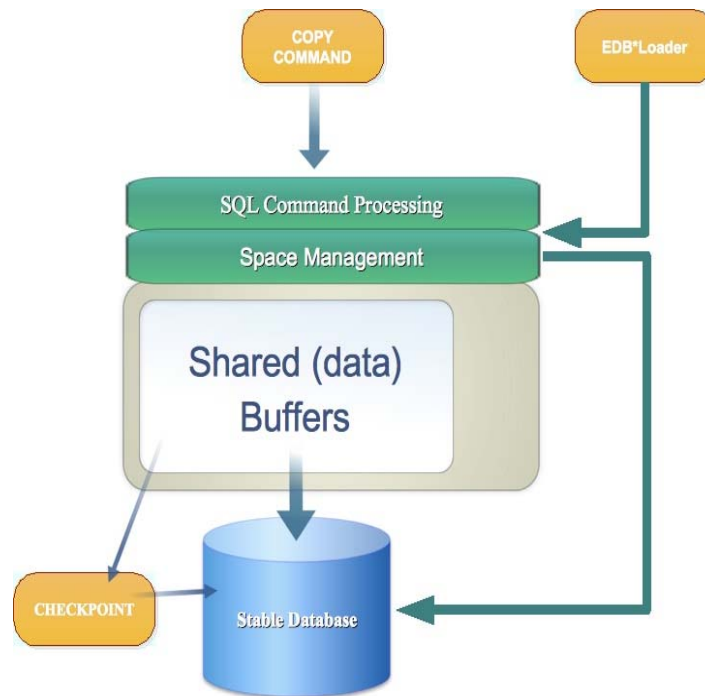 COPY
COMMAND
EDB*Loader
SQL Command Processing
Space Management
Shared (data)
Buffers
CHECKPOINT
Stable Database